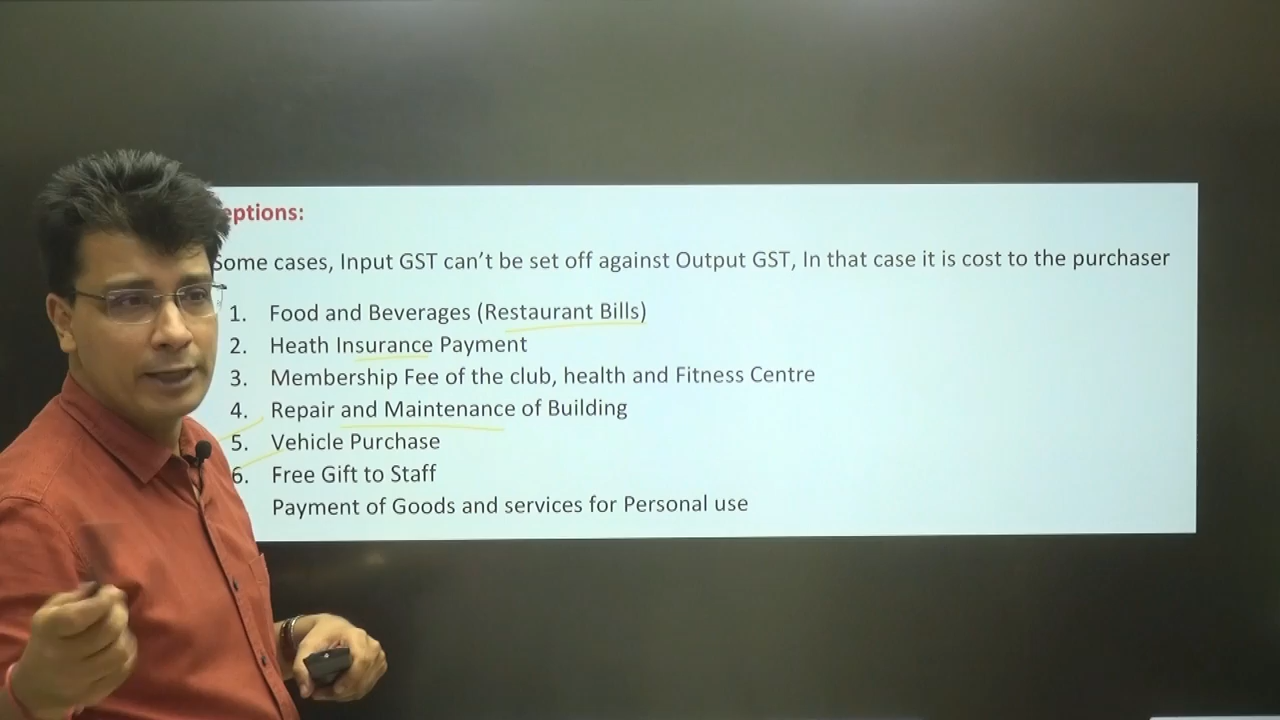 eptions:
Some cases, Input GST can't be set off against Output GST, In that case it is cost to the purchaser
1. Food and Beverages (Restaurant Bills)
2. Heath Insurance Payment
3. Membership Fee of the club, health and Fitness Centre
4. Repair and Maintenance of Building
5. Vehicle Purchase
6. Free Gift to Staff
Payment of Goods and services for Personal use